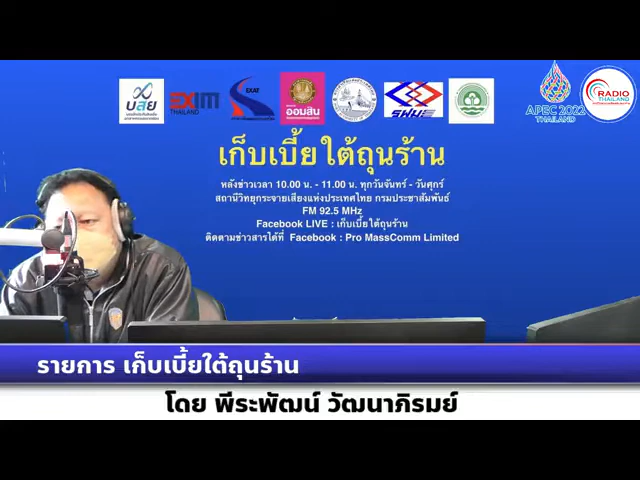 บสย
EXIM
THAILAND
EXAT
ออมสิน
รฟม
APEC 2022
THAILAND
RADIO
THAILAND
เก็บเบี้ยใต้ถุนร้าน
หลังข่าวเวลา 10.00 น. - 11.00 น. ทุกวันจันทร์ - วันศุกร์
สถานีวิทยุกระจายเสียงแห่งประเทศไทย กรมประชาสัมพันธ์
FM 92.5 MHz
Facebook LIVE : เก็บเบี้ยใต้ถุนร้าน
ติดตามข่าวสารได้ที่ Facebook : Pro MassComm Limited
รายการ เก็บเบี้ยใต้ถุนร้าน
โดย พีระพัฒน์ วัฒนาภิรมย์